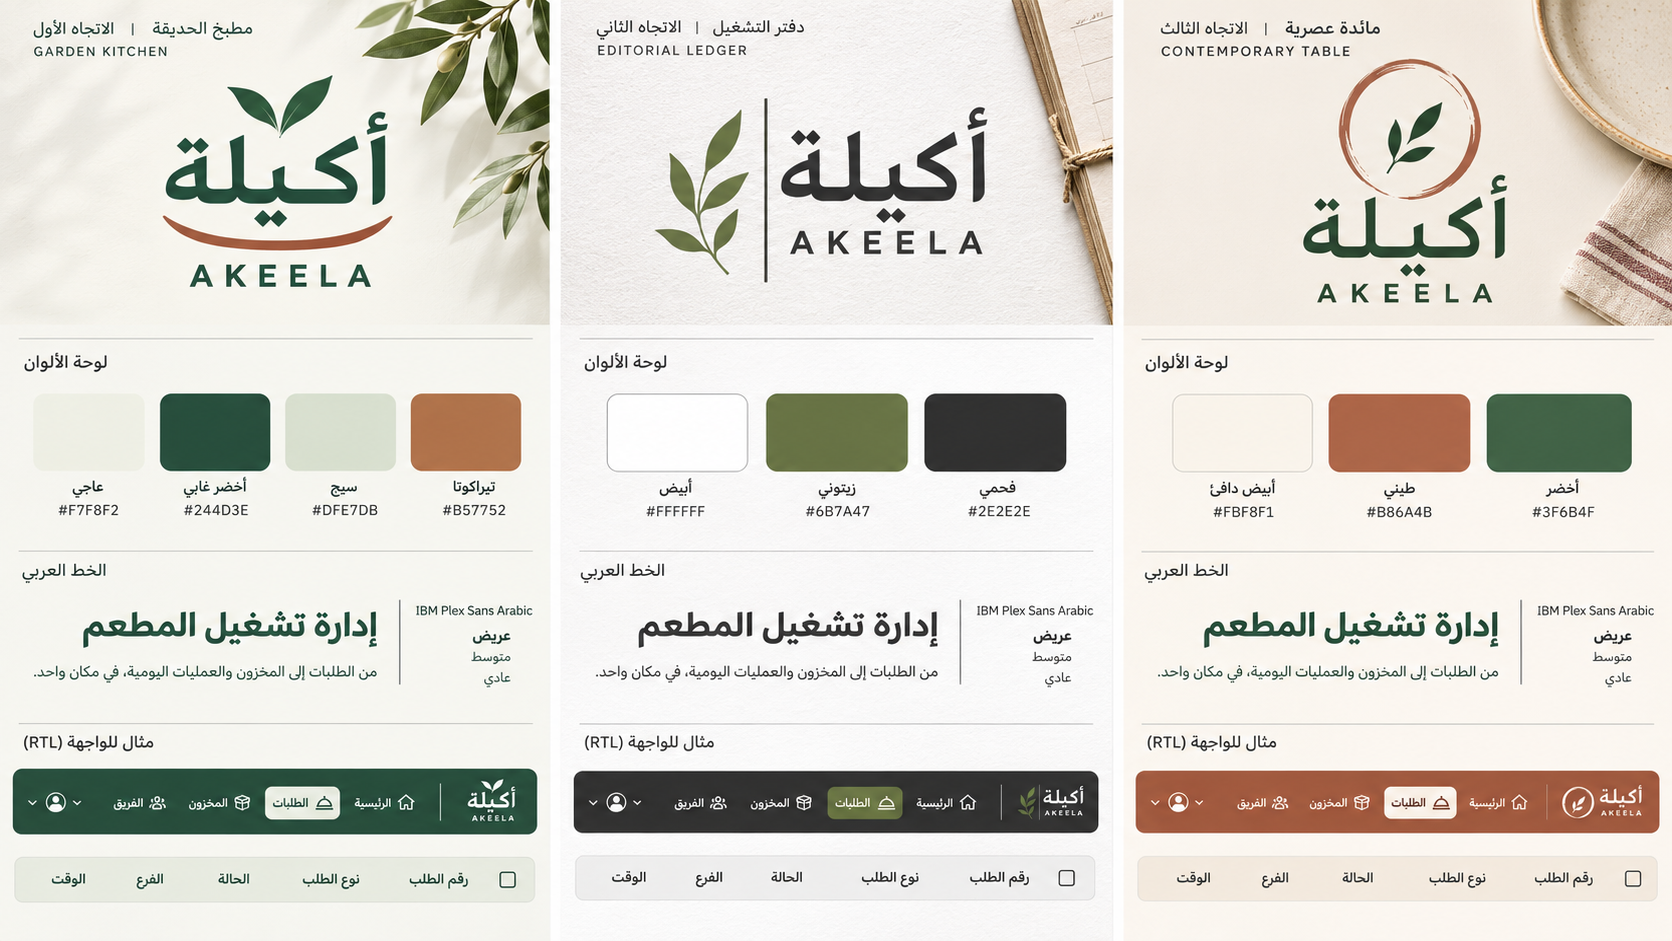 مطبخ الحديقة | الاتجاه الأول
GARDEN KITCHEN
أكيلة
AKEELA
لوحة الألوان
عاجي
#F7F8F2
أخضر غابي
#244D3E
سيج
#DFE7DB
تيراكوتا
#B57752
الخط العربي
IBM Plex Sans Arabic
عريض
متوسط
عادي
إدارة تشغيل المطعم
من الطلبات إلى المخزون والعمليات اليومية، في مكان واحد.
مثال للواجهة (RTL)
أكيلة
AKEELA
الرئيسية
الطلبات
المخزون
الفريق
رقم الطلب
نوع الطلب
الحالة
الفرع
الوقت
دفتر التشغيل | الاتجاه الثاني
EDITORIAL LEDGER
أكيلة
AKEELA
لوحة الألوان
أبيض
#FFFFFF
زيتوني
#6B7A47
فحمي
#2E2E2E
الخط العربي
IBM Plex Sans Arabic
عريض
متوسط
عادي
إدارة تشغيل المطعم
من الطلبات إلى المخزون والعمليات اليومية، في مكان واحد.
مثال للواجهة (RTL)
أكيلة
AKEELA
الرئيسية
الطلبات
المخزون
الفريق
رقم الطلب
نوع الطلب
الحالة
الفرع
الوقت
مائدة عصرية | الاتجاه الثالث
CONTEMPORARY TABLE
أكيلة
AKEELA
لوحة الألوان
أبيض دافئ
#FBF8F1
طيني
#B86A4B
أخضر
#3F6B4F
الخط العربي
IBM Plex Sans Arabic
عريض
متوسط
عادي
إدارة تشغيل المطعم
من الطلبات إلى المخزون والعمليات اليومية، في مكان واحد.
مثال للواجهة (RTL)
أكيلة
AKEELA
الرئيسية
الطلبات
المخزون
الفريق
رقم الطلب
نوع الطلب
الحالة
الفرع
الوقت